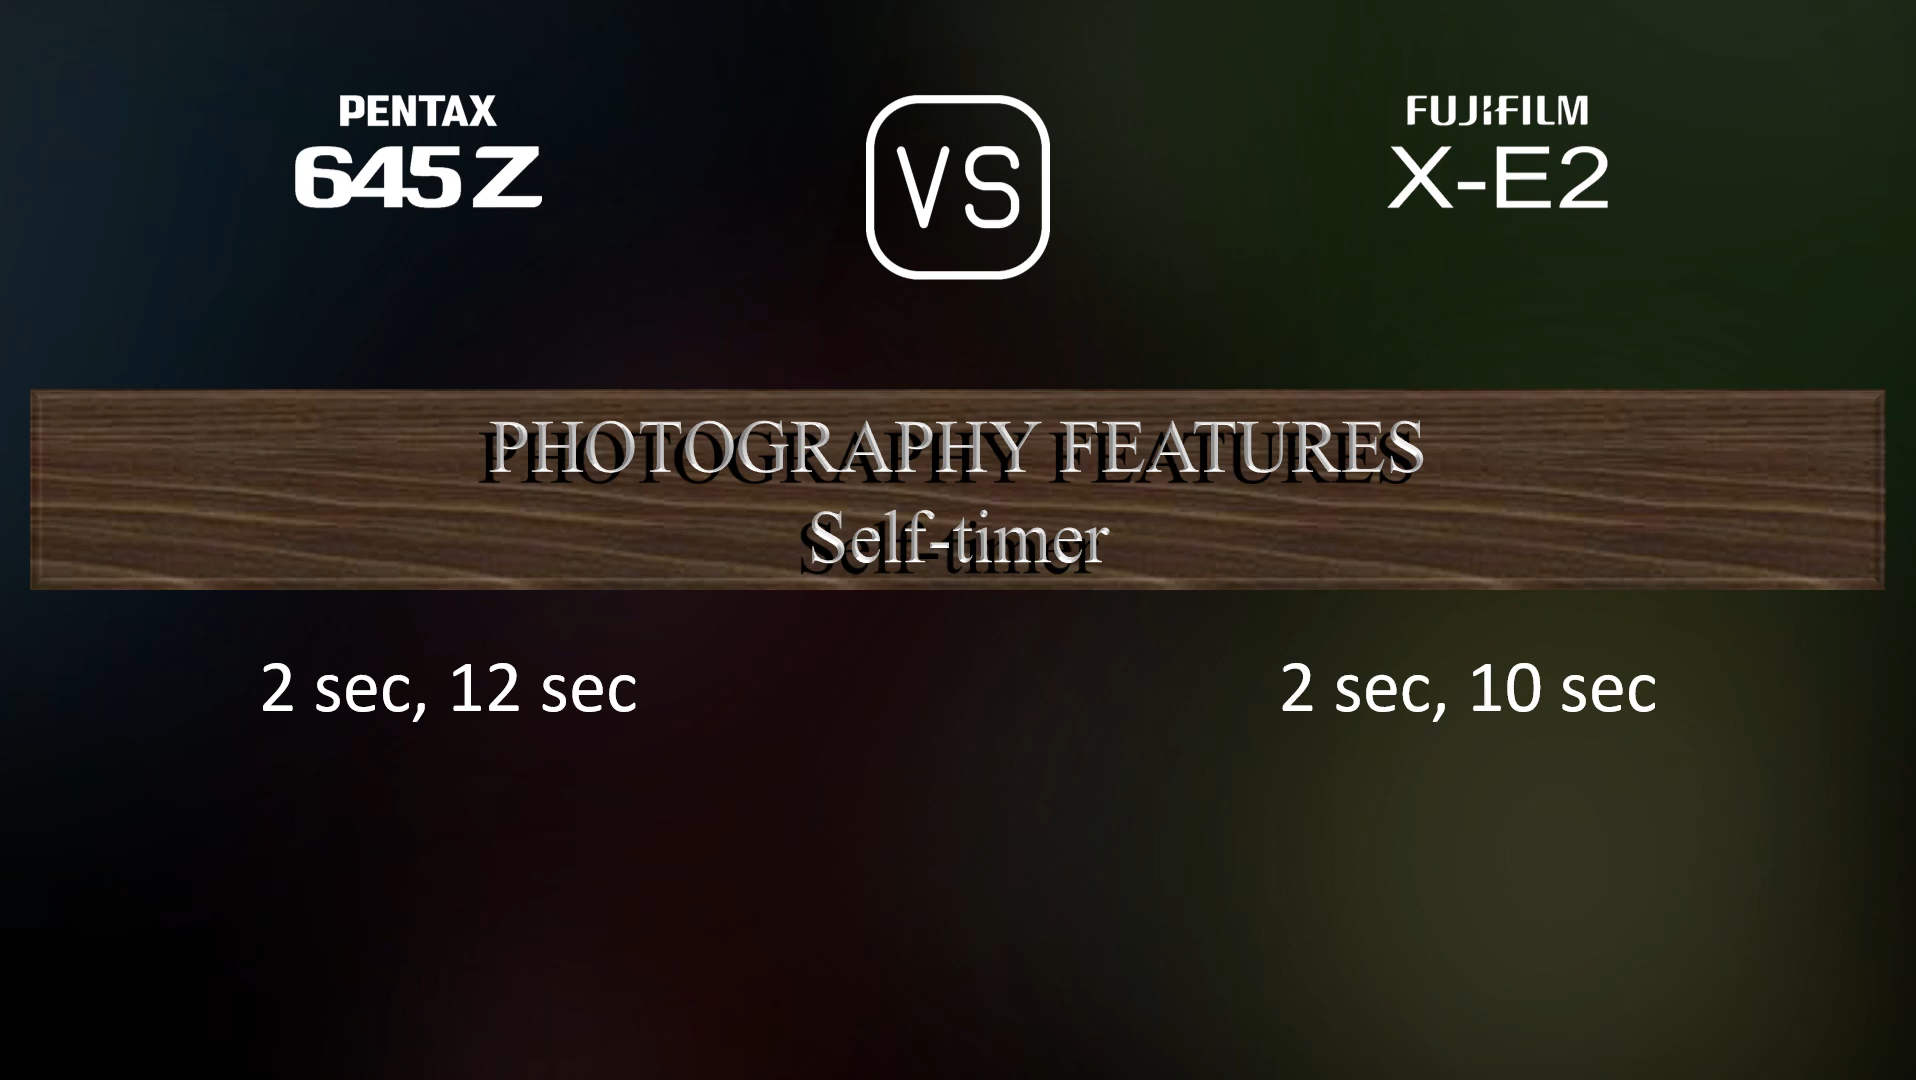 PENTAX
645Z
VS
FUJIFILM
X-E2
PHOTOGRAPHY FEATURES
Self-timer
2 sec, 12 sec
2 sec, 10 sec